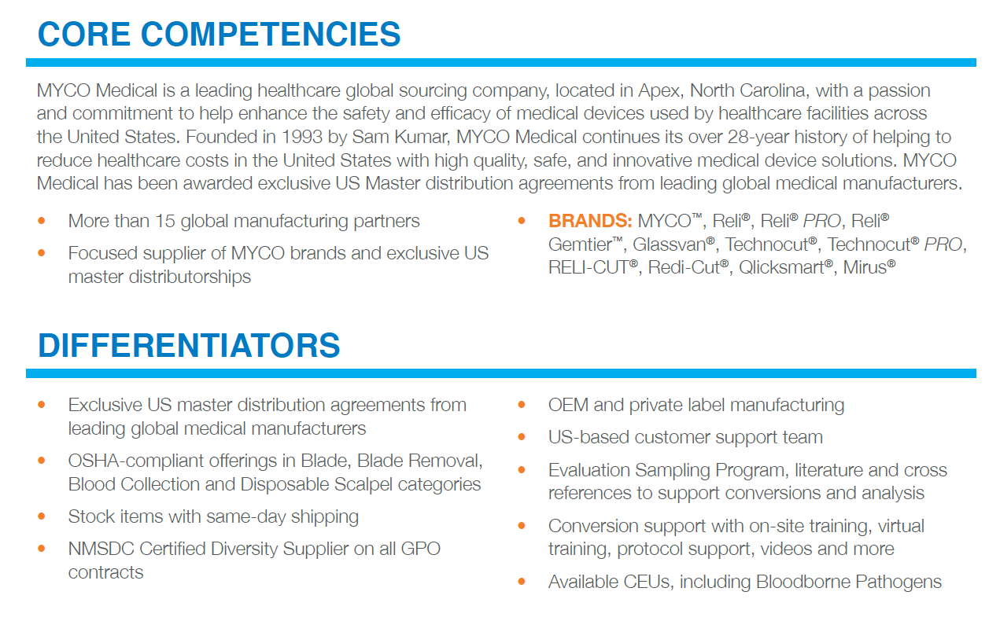 CORE COMPETENCIES
MYCO Medical is a leading healthcare global sourcing company, located in Apex, North Carolina, with a passion
and commitment to help enhance the safety and efficacy of medical devices used by healthcare facilities across
the United States. Founded in 1993 by Sam Kumar, MYCO Medical continues its over 28-year history of helping to
reduce healthcare costs in the United States with high quality, safe, and innovative medical device solutions. MYCO
Medical has been awarded exclusive US Master distribution agreements from leading global medical manufacturers.
• More than 15 global manufacturing partners
• Focused supplier of MYCO brands and exclusive US
master distributorships
• BRANDS: MYCO™, Reli®, Reli® PRO, Reli®
Gemtier™, Glassvan®, Technocut®, Technocut® PRO,
RELI-CUT®, Redi-Cut®, Qlicksmart®, Mirus®
DIFFERENTIATORS
• Exclusive US master distribution agreements from
leading global medical manufacturers
• OSHA-compliant offerings in Blade, Blade Removal,
Blood Collection and Disposable Scalpel categories
• Stock items with same-day shipping
• NMSDC Certified Diversity Supplier on all GPO
contracts
• OEM and private label manufacturing
• US-based customer support team
• Evaluation Sampling Program, literature and cross
references to support conversions and analysis
• Conversion support with on-site training, virtual
training, protocol support, videos and more
• Available CEUs, including Bloodborne Pathogens